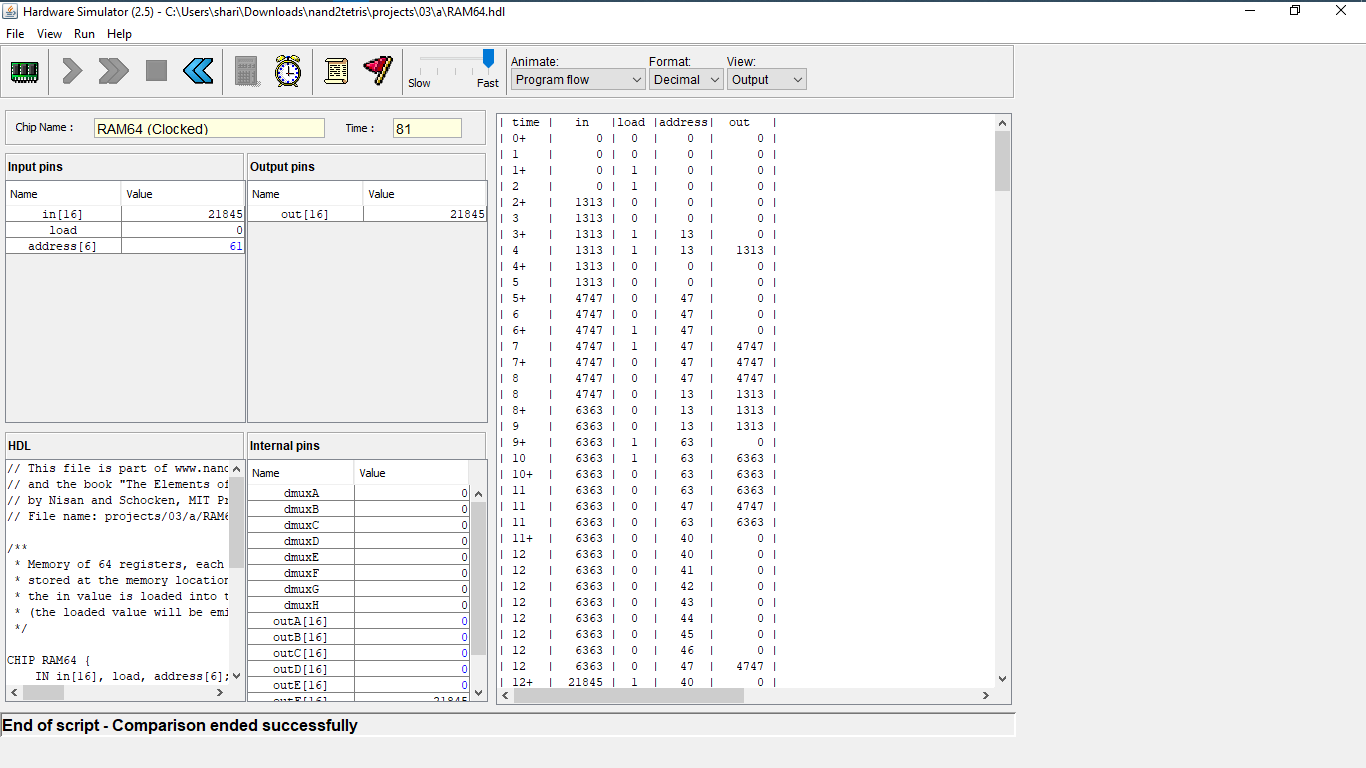 Hardware Simulator (2.5) - C:\Users\shari\Downloads\nand2tetris\projects\03\a\RAM64.hdl
File View Run Help
Animate: Format: View:
Slow Fast Program flow Decimal Output
Chip Name : RAM64 (Clocked) Time : 81
Input pins
Name Value
in[16] 21845
load 0
address[6] 61
Output pins
Name Value
out[16] 21845
HDL
// This file is part of www.nand
// and the book "The Elements of
// by Nisan and Schocken, MIT Pr
// File name: projects/03/a/RAM6
/**
* Memory of 64 registers, each
* stored at the memory location
* the in value is loaded into t
* (the loaded value will be emi
*/
CHIP RAM64 {
IN in[16], load, address[6];
Internal pins
Name Value
dmuxA 0
dmuxB 0
dmuxC 0
dmuxD 0
dmuxE 0
dmuxF 0
dmuxG 0
dmuxH 0
outA[16] 0
outB[16] 0
outC[16] 0
outD[16] 0
outE[16] 0
outF[16] 21845
| time | in |load |address| out |
| 0+ | 0 | 0 | 0 | 0 |
| 1 | 0 | 0 | 0 | 0 |
| 1+ | 0 | 1 | 0 | 0 |
| 2 | 0 | 1 | 0 | 0 |
| 2+ | 1313 | 0 | 0 | 0 |
| 3 | 1313 | 0 | 0 | 0 |
| 3+ | 1313 | 1 | 13 | 0 |
| 4 | 1313 | 1 | 13 | 1313 |
| 4+ | 1313 | 0 | 0 | 0 |
| 5 | 1313 | 0 | 0 | 0 |
| 5+ | 4747 | 0 | 47 | 0 |
| 6 | 4747 | 0 | 47 | 0 |
| 6+ | 4747 | 1 | 47 | 0 |
| 7 | 4747 | 1 | 47 | 4747 |
| 7+ | 4747 | 0 | 47 | 4747 |
| 8 | 4747 | 0 | 47 | 4747 |
| 8 | 4747 | 0 | 13 | 1313 |
| 8+ | 6363 | 0 | 13 | 1313 |
| 9 | 6363 | 0 | 13 | 1313 |
| 9+ | 6363 | 1 | 63 | 0 |
| 10 | 6363 | 1 | 63 | 6363 |
| 10+ | 6363 | 0 | 63 | 6363 |
| 11 | 6363 | 0 | 63 | 6363 |
| 11 | 6363 | 0 | 47 | 4747 |
| 11 | 6363 | 0 | 63 | 6363 |
| 11+ | 6363 | 0 | 40 | 0 |
| 12 | 6363 | 0 | 40 | 0 |
| 12 | 6363 | 0 | 41 | 0 |
| 12 | 6363 | 0 | 42 | 0 |
| 12 | 6363 | 0 | 43 | 0 |
| 12 | 6363 | 0 | 44 | 0 |
| 12 | 6363 | 0 | 45 | 0 |
| 12 | 6363 | 0 | 46 | 0 |
| 12 | 6363 | 0 | 47 | 4747 |
| 12+ | 21845 | 1 | 40 | 0 |
End of script - Comparison ended successfully